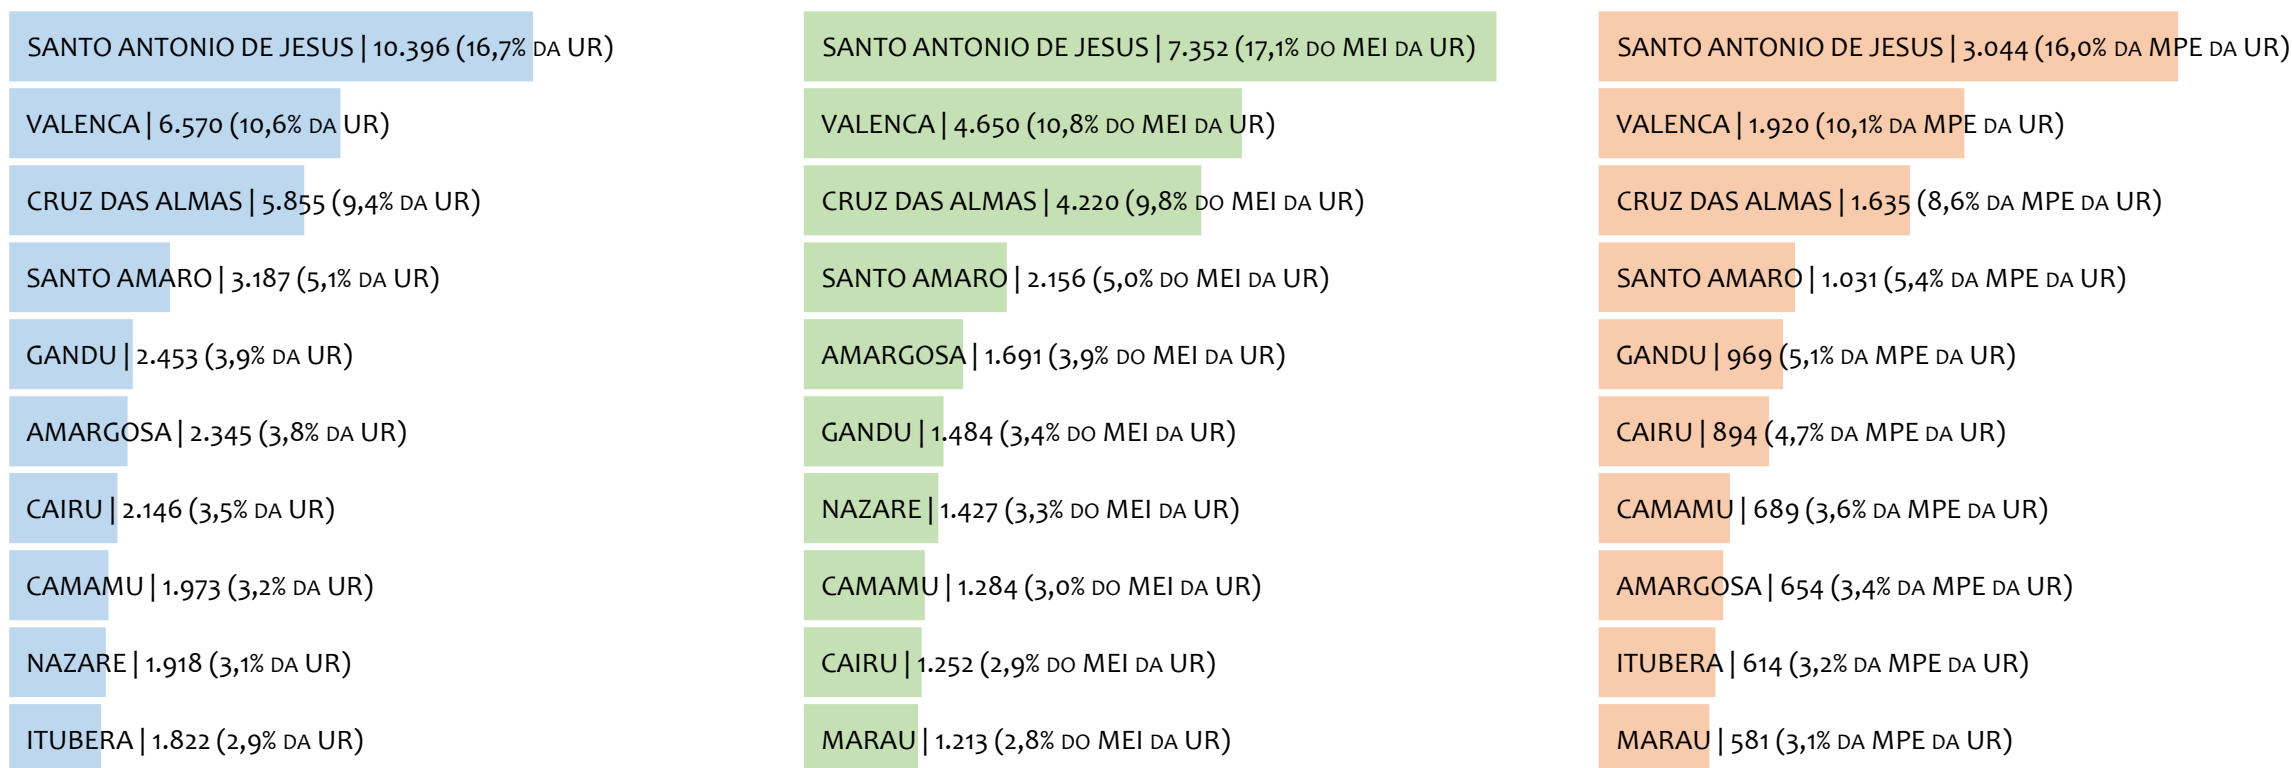 SANTO ANTONIO DE JESUS | 10.396 (16,7% DA UR)
VALENCA | 6.570 (10,6% DA UR)
CRUZ DAS ALMAS | 5.855 (9,4% DA UR)
SANTO AMARO | 3.187 (5,1% DA UR)
GANDU | 2.453 (3,9% DA UR)
AMARGOSA | 2.345 (3,8% DA UR)
CAIRU | 2.146 (3,5% DA UR)
CAMAMU | 1.973 (3,2% DA UR)
NAZARE | 1.918 (3,1% DA UR)
ITUBERA | 1.822 (2,9% DA UR)
SANTO ANTONIO DE JESUS | 7.352 (17,1% DO MEI DA UR)
VALENCA | 4.650 (10,8% DO MEI DA UR)
CRUZ DAS ALMAS | 4.220 (9,8% DO MEI DA UR)
SANTO AMARO | 2.156 (5,0% DO MEI DA UR)
AMARGOSA | 1.691 (3,9% DO MEI DA UR)
GANDU | 1.484 (3,4% DO MEI DA UR)
NAZARE | 1.427 (3,3% DO MEI DA UR)
CAMAMU | 1.284 (3,0% DO MEI DA UR)
CAIRU | 1.252 (2,9% DO MEI DA UR)
MARAU | 1.213 (2,8% DO MEI DA UR)
SANTO ANTONIO DE JESUS | 3.044 (16,0% DA MPE DA UR)
VALENCA | 1.920 (10,1% DA MPE DA UR)
CRUZ DAS ALMAS | 1.635 (8,6% DA MPE DA UR)
SANTO AMARO | 1.031 (5,4% DA MPE DA UR)
GANDU | 969 (5,1% DA MPE DA UR)
CAIRU | 894 (4,7% DA MPE DA UR)
CAMAMU | 689 (3,6% DA MPE DA UR)
AMARGOSA | 654 (3,4% DA MPE DA UR)
ITUBERA | 614 (3,2% DA MPE DA UR)
MARAU | 581 (3,1% DA MPE DA UR)